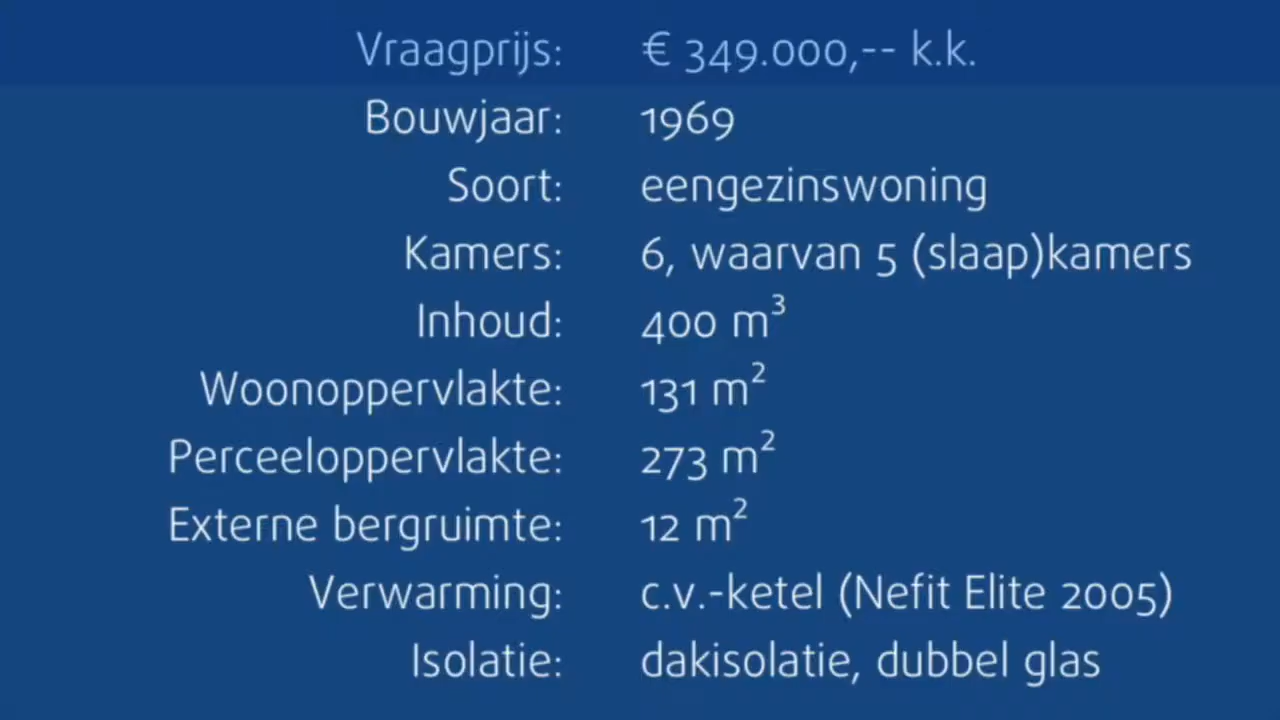 Vraagprijs: € 349.000,-- k.k.
Bouwjaar: 1969
Soort: eengezinswoning
Kamers: 6, waarvan 5 (slaap)kamers
Inhoud: 400 m³
Woonoppervlakte: 131 m²
Perceeloppervlakte: 273 m²
Externe bergruimte: 12 m²
Verwarming: c.v.-ketel (Nefit Elite 2005)
Isolatie: dakisolatie, dubbel glas